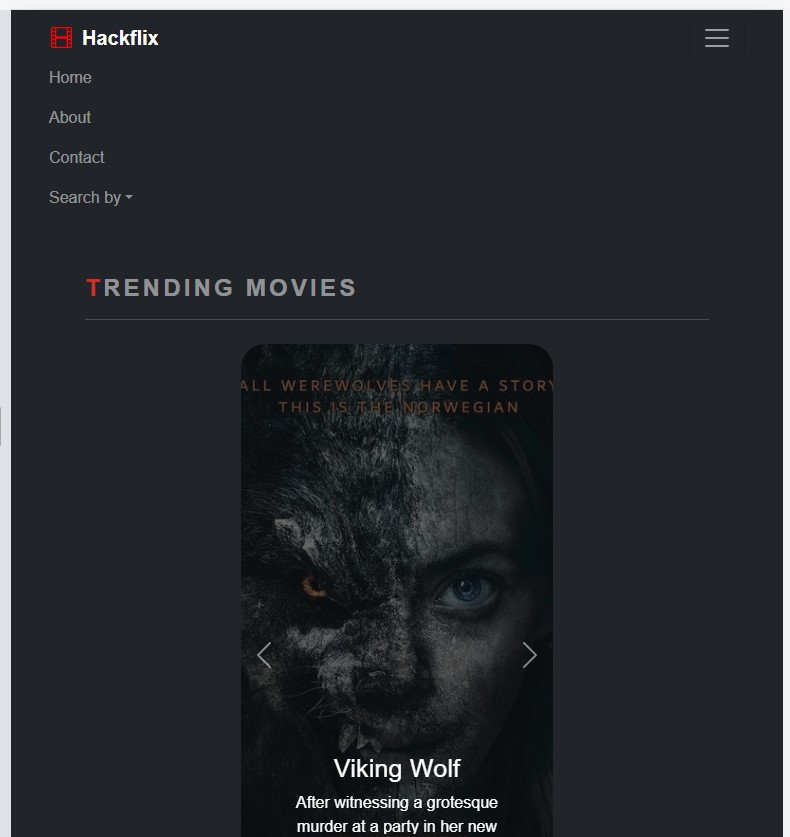 Hackflix
Home
About
Contact
Search by
TRENDING MOVIES
ALL WEREWOLVES HAVE A STORY
THIS IS THE NORWEGIAN
Viking Wolf
After witnessing a grotesque
murder at a party in her new